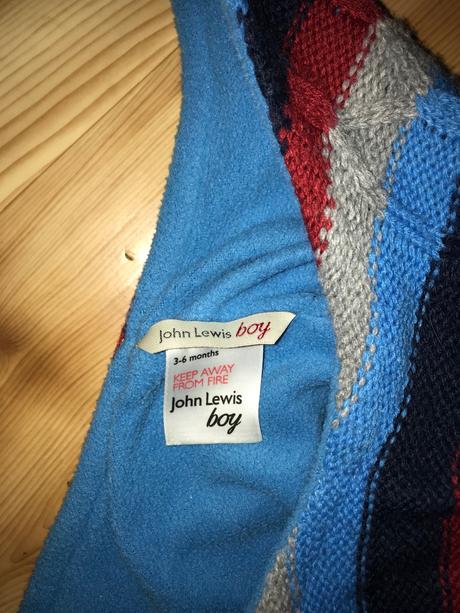 John Lewis boy
3-6 months
KEEP AWAY
FROM FIRE
John Lewis
boy